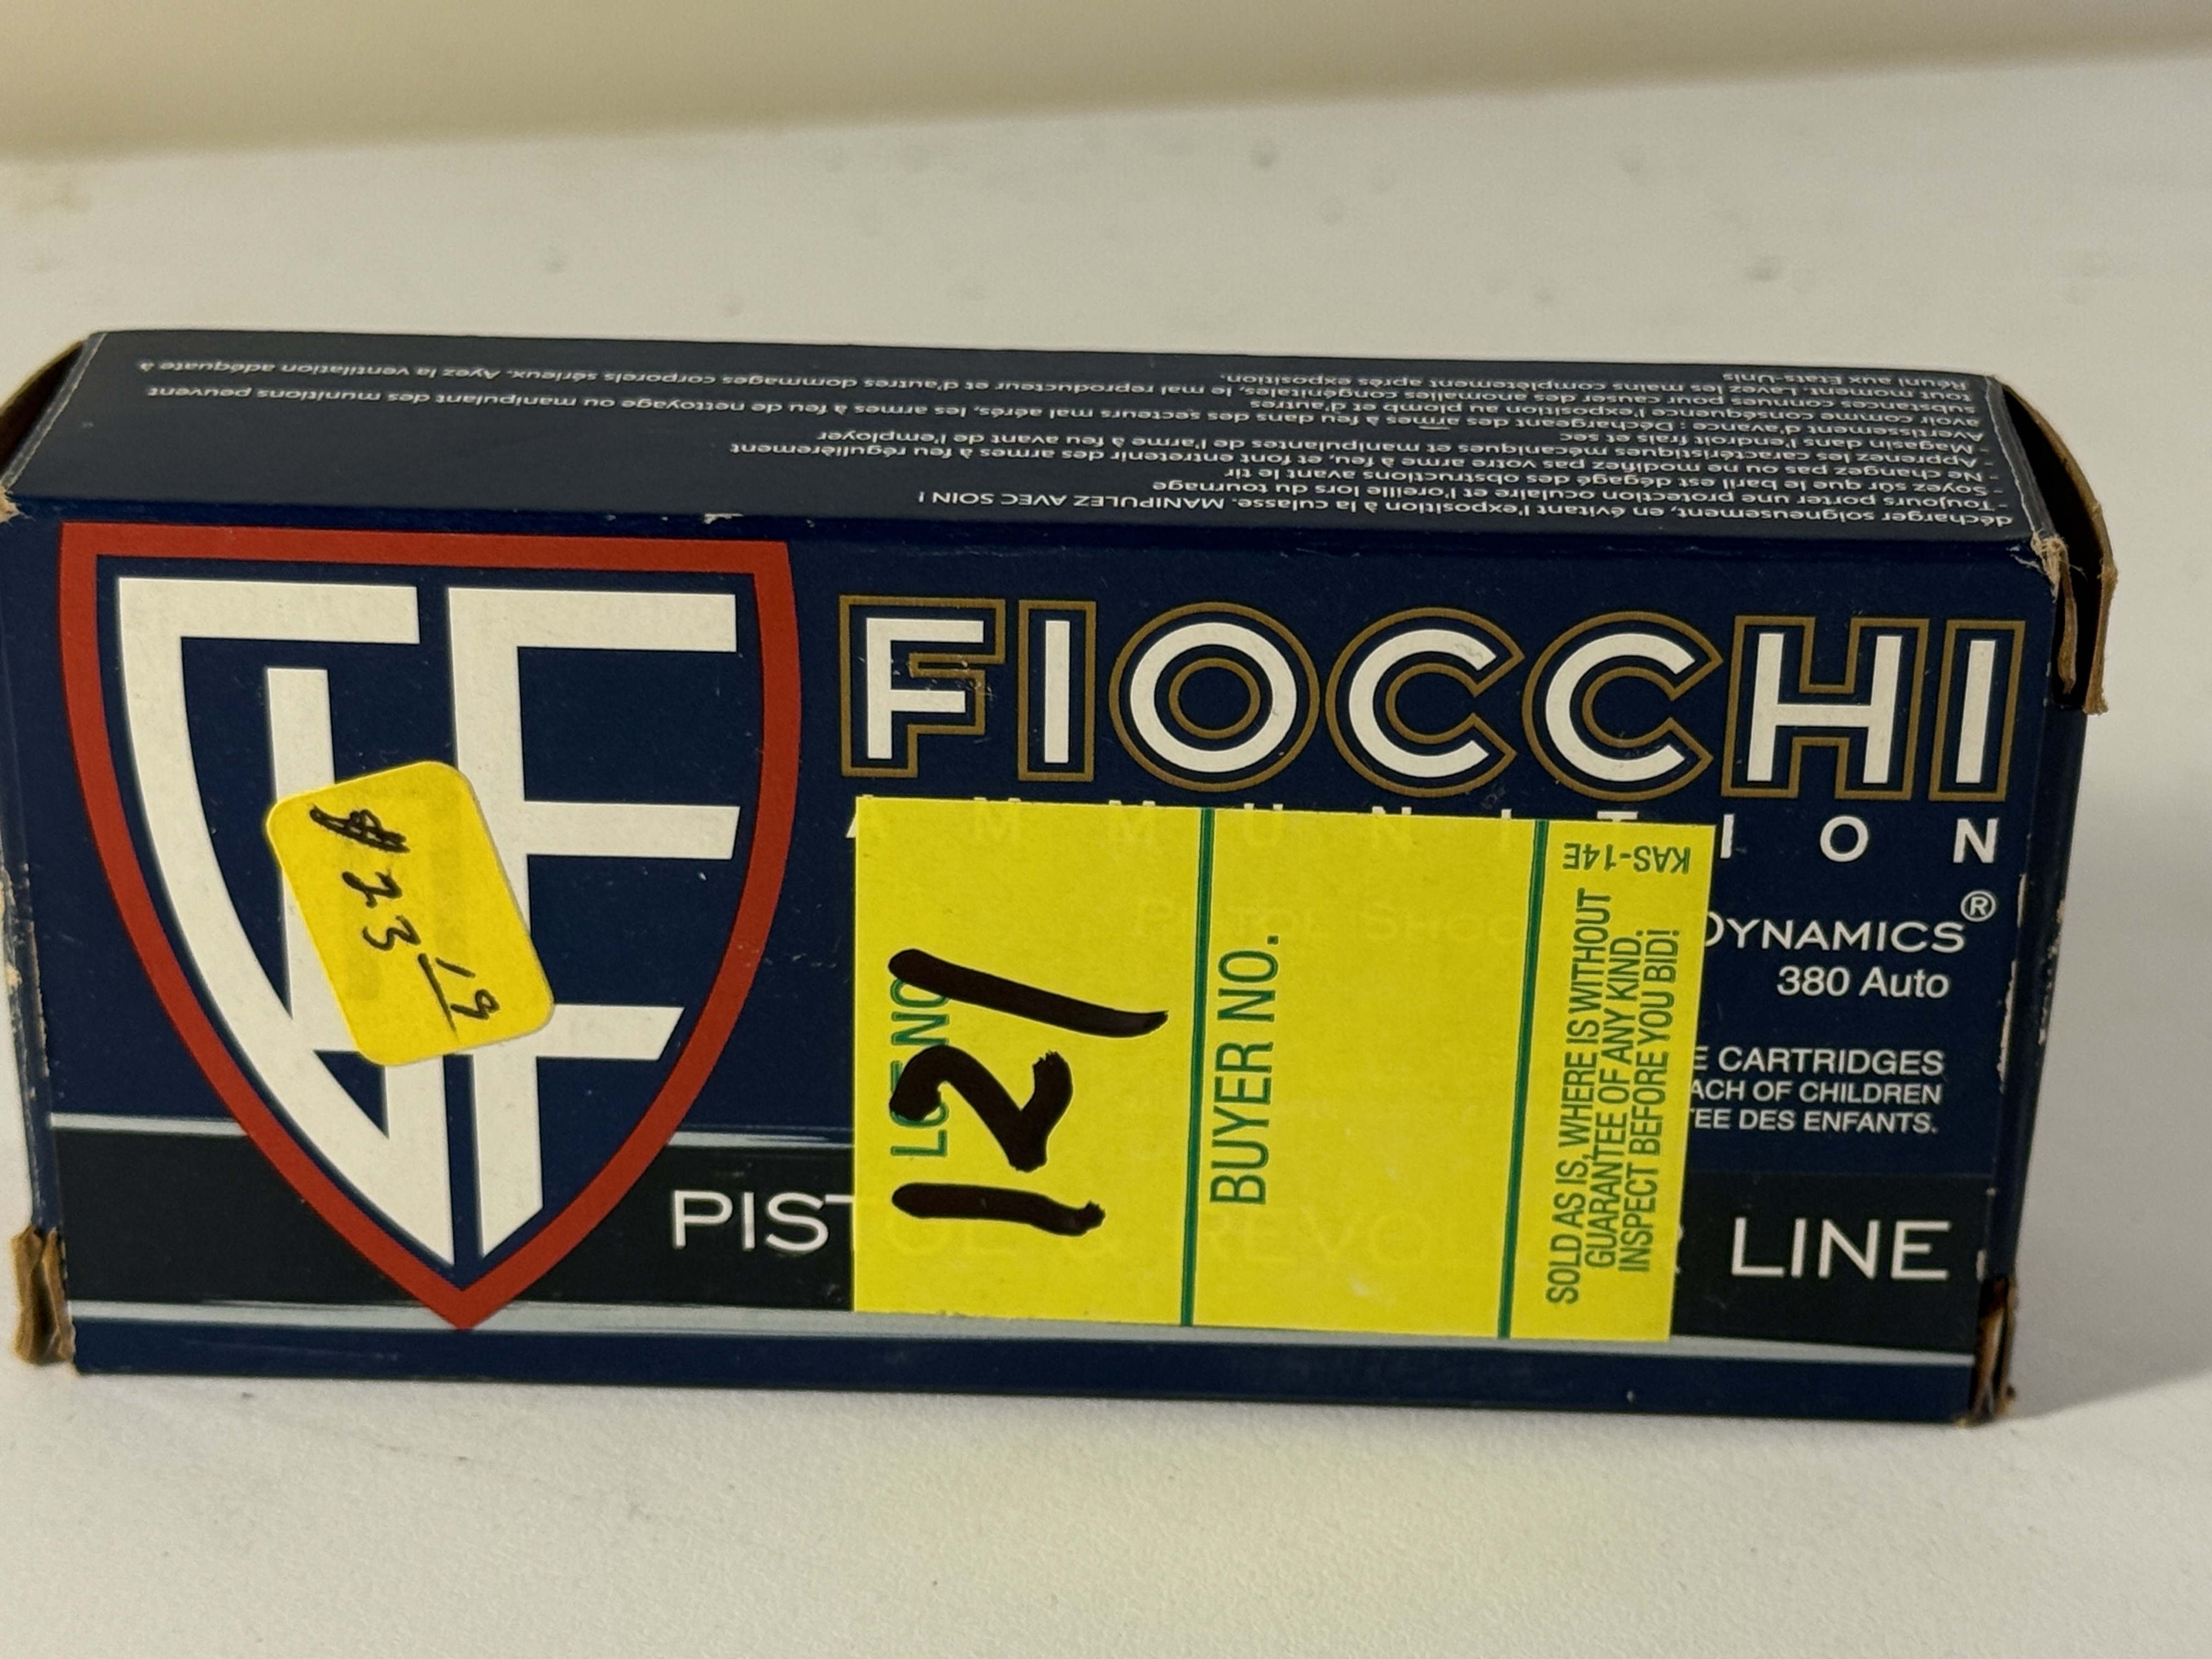 décharger soigneusement, en évitant l'exposition à la culasse. MANIPULEZ AVEC SOIN !
- Toujours porter une protection oculaire et l'oreille lors du tournage
- Soyez sûr que le baril est dégagé des obstructions avant le tir
- Ne changez pas ou ne modifiez pas votre arme à feu, et font entretenir des armes à feu régulièrement
- Apprenez les caractéristiques mécaniques et manipulantes de l'arme à feu avant de l'employer
- Magasin dans l'endroit frais et sec
Avertissement d'avance : Déchargeant des armes à feu dans des secteurs mal aérés, les armes à feu de nettoyage ou manipulant des munitions peuvent
avoir comme conséquence l'exposition au plomb et d'autres
substances connues pour causer des anomalies congénitales, le mal reproducteur et d'autres dommages corporels sérieux. Ayez la ventilation adéquate à
tout moment. Lavez les mains complètement après exposition.
Réuni aux Etats-Unis
FIOCCHI
AMMUNITION
PISTOL SHOO
DYNAMICS®
380 Auto
E CARTRIDGES
ACH OF CHILDREN
TEE DES ENFANTS.
PISTOL & REVOL R LINE
$ 23 19
LOT NO.
121
BUYER NO.
SOLD AS IS, WHERE IS WITHOUT
GUARANTEE OF ANY KIND.
INSPECT BEFORE YOU BID!
KAS-14E